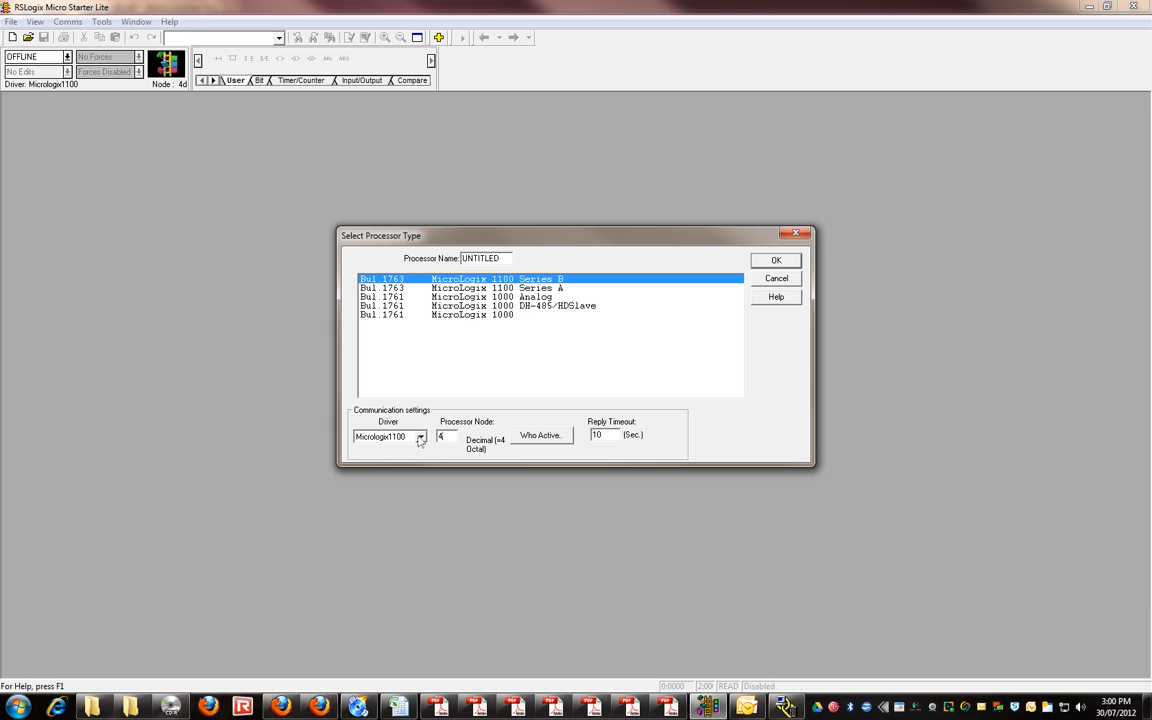 RSLogix Micro Starter Lite
File View Comms Tools Window Help
OFFLINE
No Forces
No Edits
Forces Disabled
Driver: Micrologix1100
Node : 4d
User Bit Timer/Counter Input/Output Compare
Select Processor Type
Processor Name: UNTITLED
Bul.1763 MicroLogix 1100 Series B
Bul.1763 MicroLogix 1100 Series A
Bul.1761 MicroLogix 1000 Analog
Bul.1761 MicroLogix 1000 DH-485/HDSlave
Bul.1761 MicroLogix 1000
OK
Cancel
Help
Communication settings
Driver
Processor Node:
Reply Timeout:
Micrologix1100
4
Decimal (=4
Octal)
Who Active..
10
(Sec.)
For Help, press F1
0:0000
2:00
READ
Disabled
3:00 PM
30/07/2012